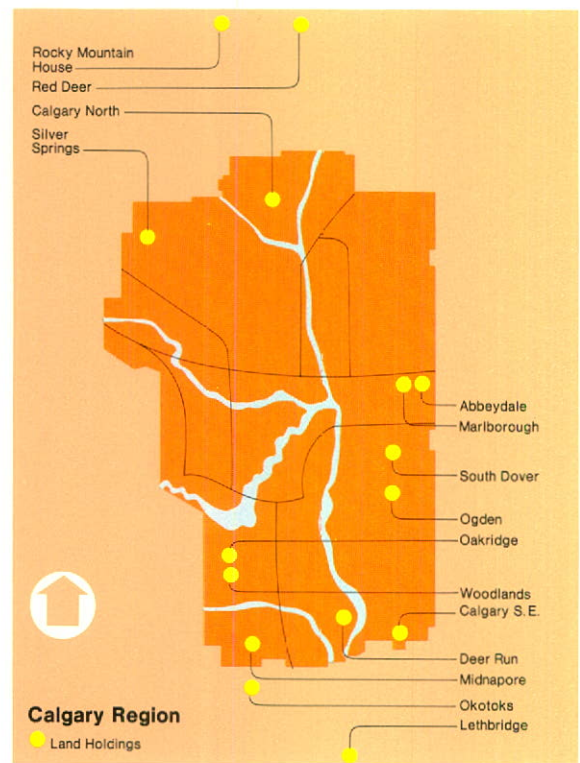 Rocky Mountain
House
Red Deer
Calgary North
Silver
Springs
Abbeydale
Marlborough
South Dover
Ogden
Oakridge
Woodlands
Calgary S.E.
Deer Run
Midnapore
Okotoks
Lethbridge
Calgary Region
Land Holdings